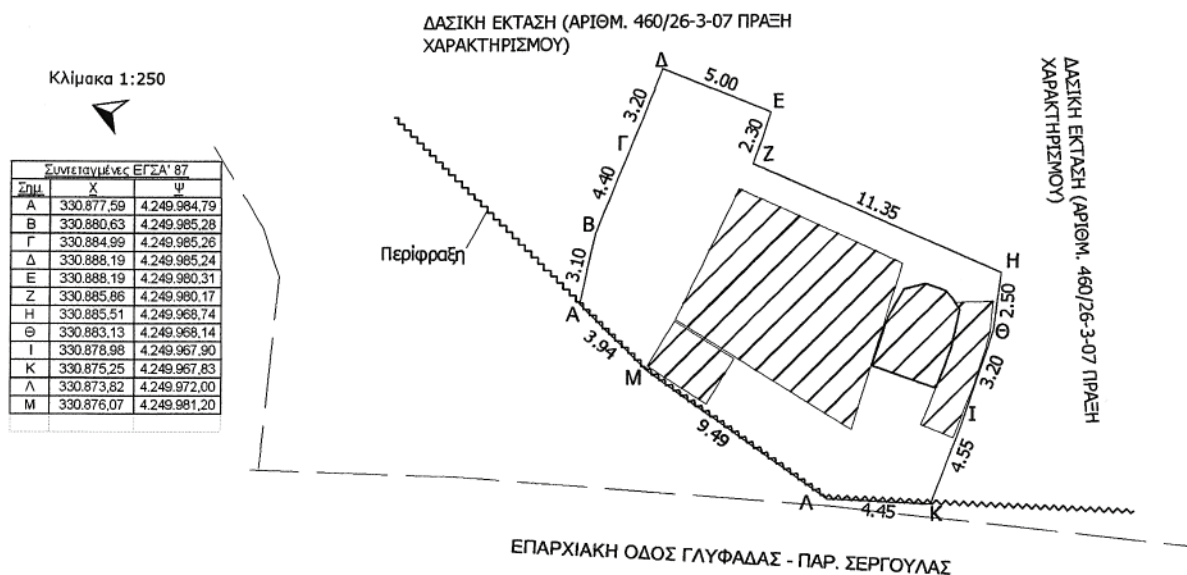 ΔΑΣΙΚΗ ΕΚΤΑΣΗ (ΑΡΙΘΜ. 460/26-3-07 ΠΡΑΞΗ
ΧΑΡΑΚΤΗΡΙΣΜΟΥ)
Κλίμακα 1:250
Συντεταγμένες ΕΓΣΑ' 87
Σημ. Χ Ψ
Α 330.877,59 4.249.984,79
Β 330.880,63 4.249.985,28
Γ 330.884,99 4.249.985,26
Δ 330.888,19 4.249.985,24
Ε 330.888,19 4.249.980,31
Ζ 330.885,86 4.249.980,17
Η 330.885,51 4.249.968,74
Θ 330.883,13 4.249.968,14
Ι 330.878,98 4.249.967,90
Κ 330.875,25 4.249.967,83
Λ 330.873,82 4.249.972,00
Μ 330.876,07 4.249.981,20
Περίφραξη
Δ
5.00
Ε
3.20
2.30
Γ
Ζ
4.40
11.35
Β
3.10
Η
2.50
Α
Θ
3.94
3.20
Μ
Ι
9.49
4.55
Λ
4.45
Κ
ΔΑΣΙΚΗ ΕΚΤΑΣΗ (ΑΡΙΘΜ. 460/26-3-07 ΠΡΑΞΗ
ΧΑΡΑΚΤΗΡΙΣΜΟΥ)
ΕΠΑΡΧΙΑΚΗ ΟΔΟΣ ΓΛΥΦΑΔΑΣ - ΠΑΡ. ΣΕΡΓΟΥΛΑΣ